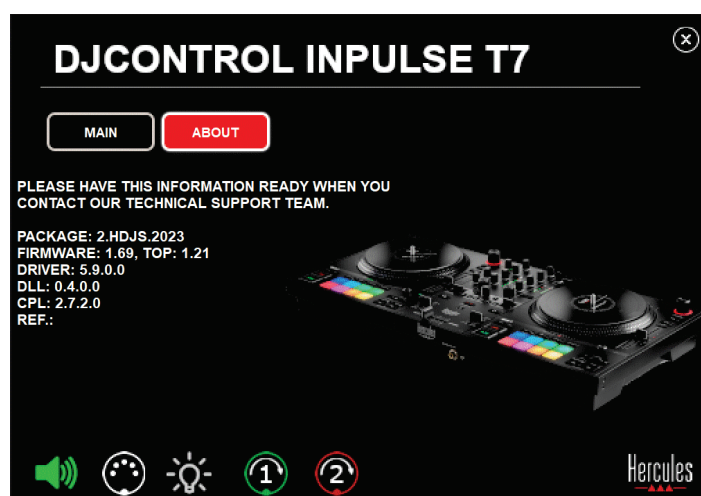 DJCONTROL INPULSE T7
MAIN
ABOUT
PLEASE HAVE THIS INFORMATION READY WHEN YOU
CONTACT OUR TECHNICAL SUPPORT TEAM.
PACKAGE: 2.HDJS.2023
FIRMWARE: 1.69, TOP: 1.21
DRIVER: 5.9.0.0
DLL: 0.4.0.0
CPL: 2.7.2.0
REF.:
1
2
Hercules